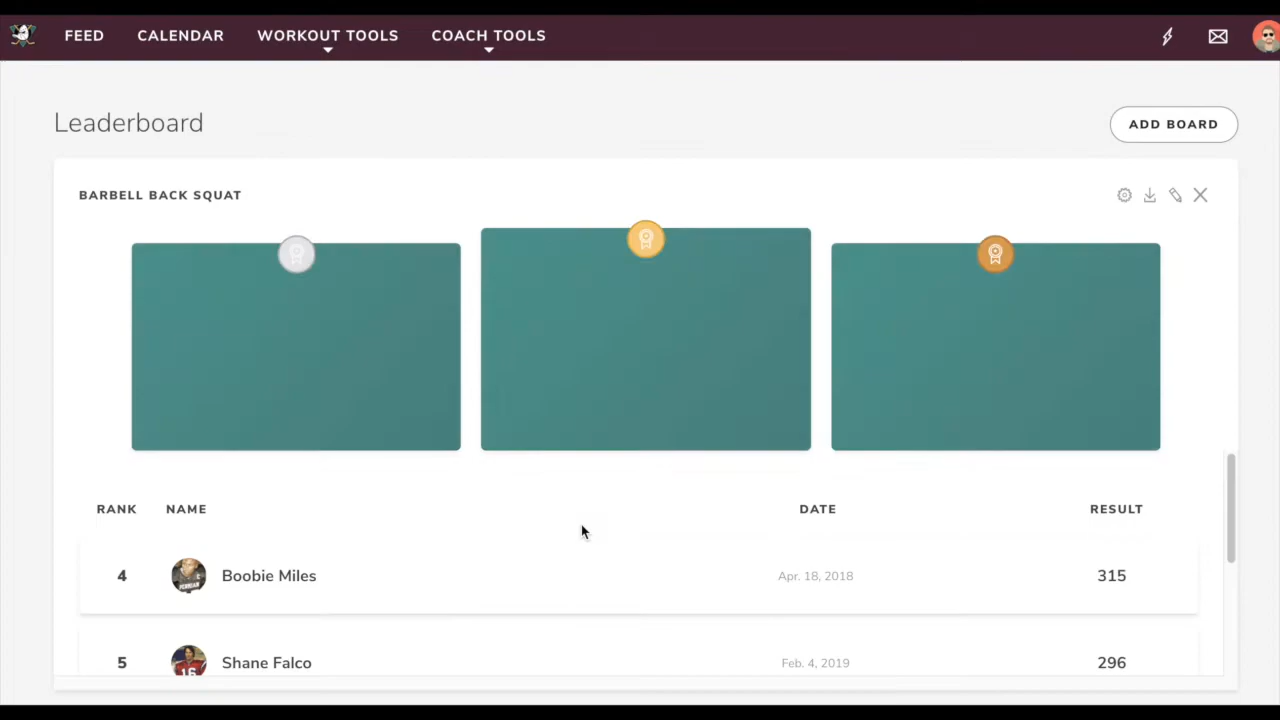 FEED CALENDAR WORKOUT TOOLS COACH TOOLS
Leaderboard
ADD BOARD
BARBELL BACK SQUAT
RANK NAME DATE RESULT
4 Boobie Miles Apr. 18, 2018 315
5 Shane Falco Feb. 4, 2019 296